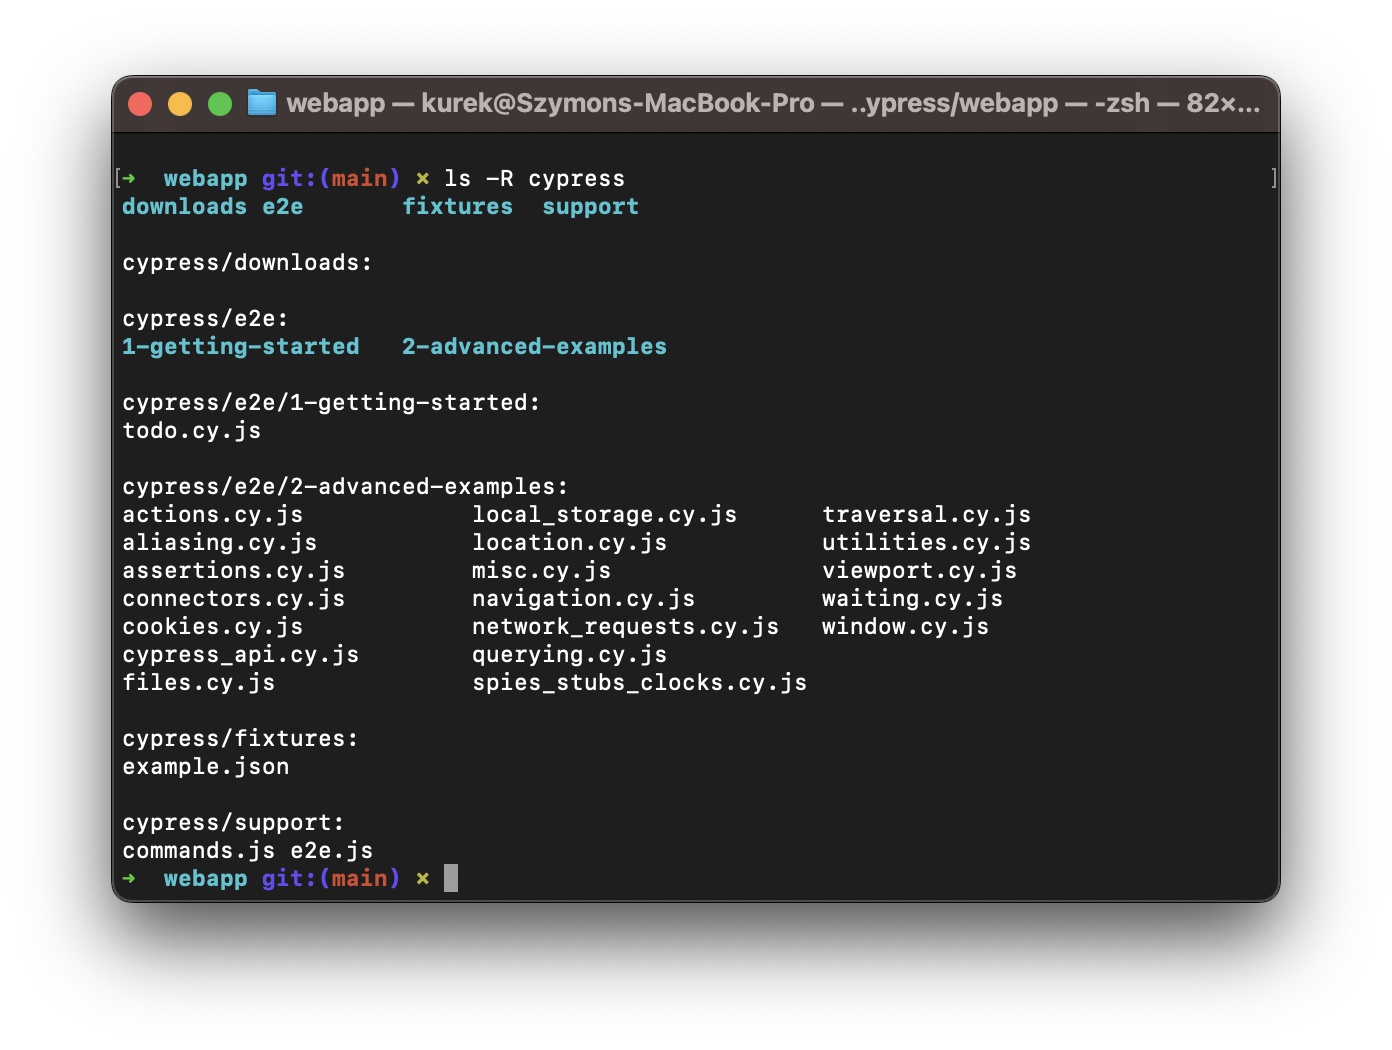 webapp — kurek@Szymons-MacBook-Pro — ..ypress/webapp — -zsh — 82×...
[➜  webapp git:(main) ✗ ls -R cypress ]
downloads e2e       fixtures  support

cypress/downloads:

cypress/e2e:
1-getting-started   2-advanced-examples

cypress/e2e/1-getting-started:
todo.cy.js

cypress/e2e/2-advanced-examples:
actions.cy.js            local_storage.cy.js      traversal.cy.js
aliasing.cy.js           location.cy.js           utilities.cy.js
assertions.cy.js         misc.cy.js               viewport.cy.js
connectors.cy.js         navigation.cy.js         waiting.cy.js
cookies.cy.js            network_requests.cy.js   window.cy.js
cypress_api.cy.js        querying.cy.js
files.cy.js              spies_stubs_clocks.cy.js

cypress/fixtures:
example.json

cypress/support:
commands.js e2e.js
➜  webapp git:(main) ✗